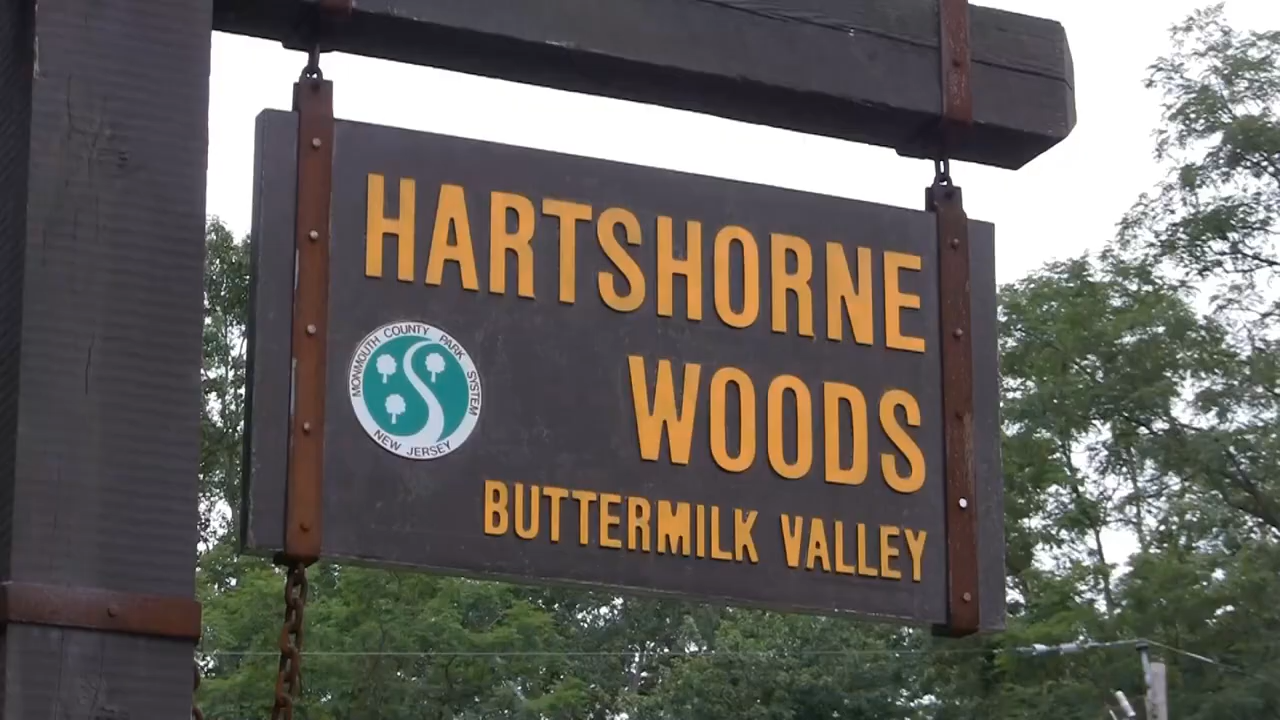 HARTSHORNE
WOODS
MONMOUTH COUNTY PARK SYSTEM
NEW JERSEY
BUTTERMILK VALLEY